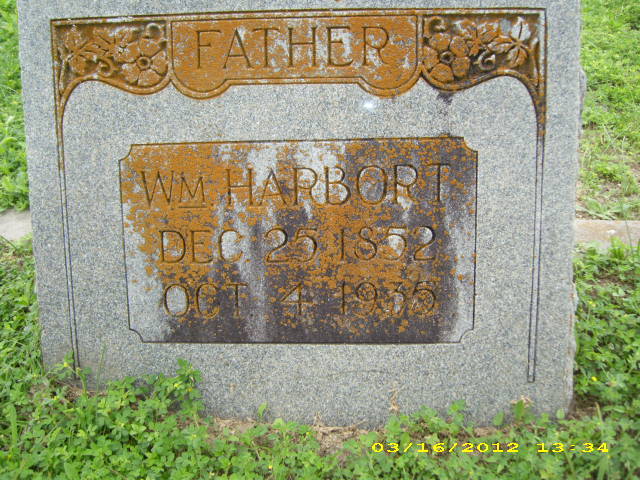 FATHER
WM HARBORT
DEC 25 1852
OCT 4 1935
03/16/2012 13:34